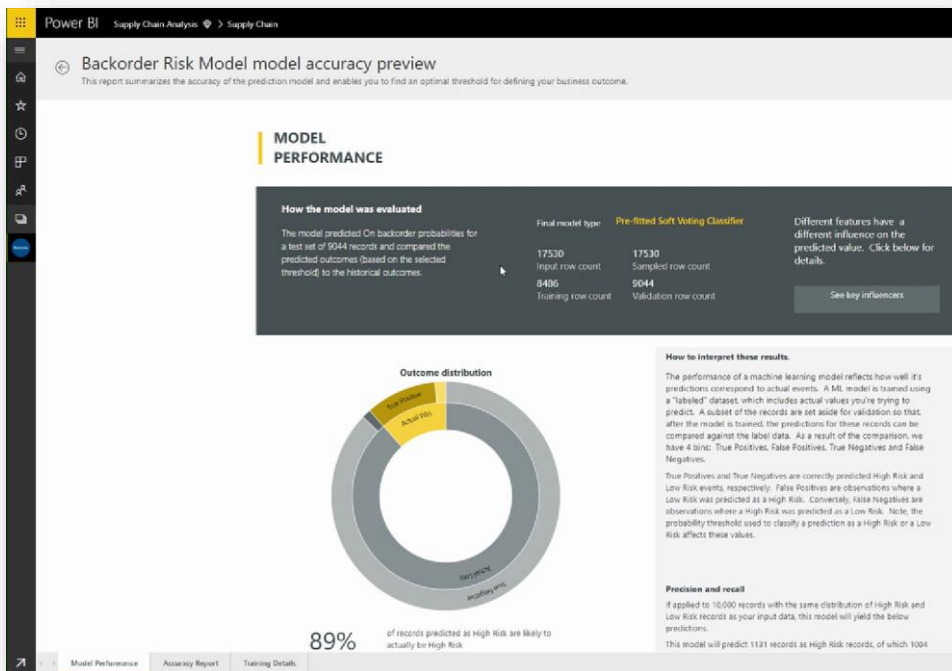 Power BI Supply Chain Analysis > Supply Chain
Backorder Risk Model model accuracy preview
This report summarizes the accuracy of the prediction model and enables you to find an optimal threshold for defining your business outcome.
MODEL
PERFORMANCE
How the model was evaluated
The model predicted On backorder probabilities for
a test set of 9044 records and compared the
predicted outcomes (based on the selected
threshold) to the historical outcomes.
Final model type Pre-fitted Soft Voting Classifier
17530 17530
Input row count Sampled row count
8486 9044
Training row count Validation row count
Different features have a
different influence on the
predicted value. Click below for
details.
See key influencers
Outcome distribution
True Positive
Actual Wins
Actual Loss
True Negative
89%
of records predicted as High Risk are likely to
actually be High Risk
How to interpret these results.
The performance of a machine learning model reflects how well it's
predictions correspond to actual events. A ML model is trained using
a "labeled" dataset, which includes actual values you're trying to
predict. A subset of the records are set aside for validation so that,
after the model is trained, the predictions for these records can be
compared against the label data. As a result of the comparison, we
have 4 bins: True Positives, False Positives, True Negatives and False
Negatives.
True Positives and True Negatives are correctly predicted High Risk and
Low Risk events, respectively. False Positives are observations where a
Low Risk was predicted as a High Risk. Conversely, False Negatives are
observations where a High Risk was predicted as a Low Risk. Note, the
probability threshold used to classify a prediction as a High Risk or a Low
Risk affects these values.
Precision and recall
If applied to 10,000 records with the same distribution of High Risk and
Low Risk records as your input data, this model will yield the below
predictions.
This model will predict 1131 records as High Risk records, of which 1004
Model Performance Accuracy Report Training Details